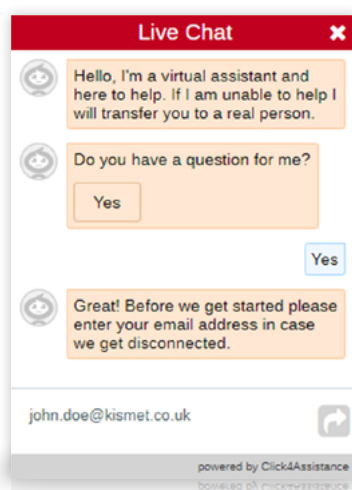 Live Chat
Hello, I'm a virtual assistant and
here to help. If I am unable to help I
will transfer you to a real person.
Do you have a question for me?
Yes
Yes
Great! Before we get started please
enter your email address in case
we get disconnected.
john.doe@kismet.co.uk
powered by Click4Assistance